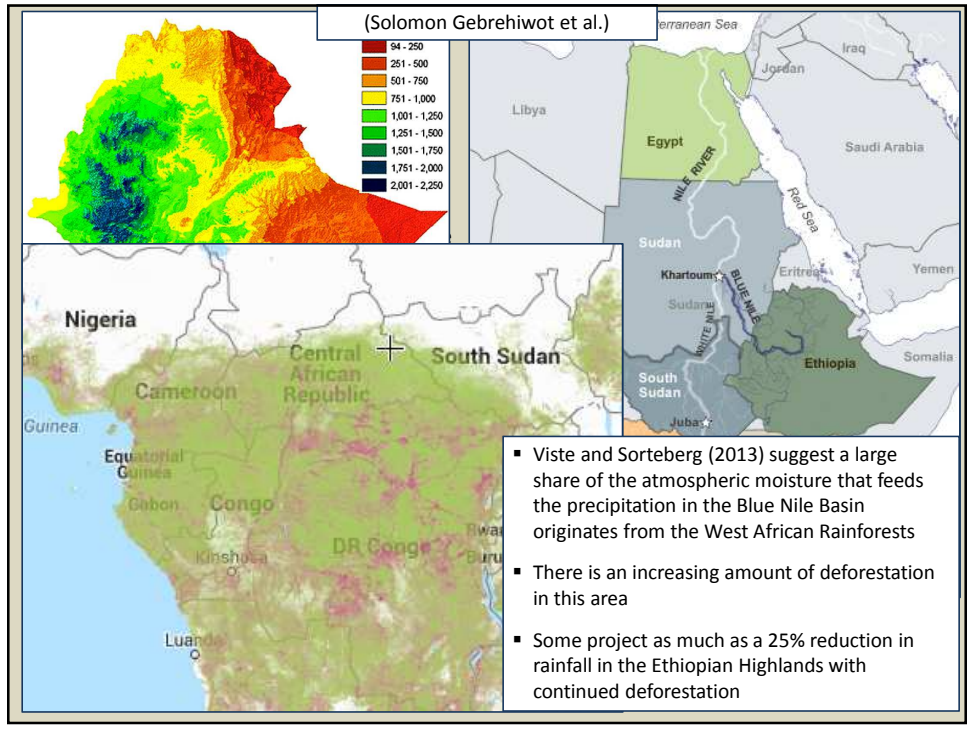 (Solomon Gebrehiwot et al.)
94 - 250
251 - 500
501 - 750
751 - 1,000
1,001 - 1,250
1,251 - 1,500
1,501 - 1,750
1,751 - 2,000
2,001 - 2,250
Sea
Iraq
Jordan
Libya
Egypt
NILE RIVER
Saudi Arabia
Red Sea
Sudan
Khartoum
Eritrea
Yemen
Sudan
BLUE NILE
WHITE NILE
Ethiopia
Somalia
South
Sudan
Juba
Nigeria
Central
African
Republic
South Sudan
Cameroon
Guinea
Equatorial
Guinea
Gabon
Congo
Kinshasa
DR Congo
Luanda
▪ Viste and Sorteberg (2013) suggest a large
share of the atmospheric moisture that feeds
the precipitation in the Blue Nile Basin
originates from the West African Rainforests
▪ There is an increasing amount of deforestation
in this area
▪ Some project as much as a 25% reduction in
rainfall in the Ethiopian Highlands with
continued deforestation